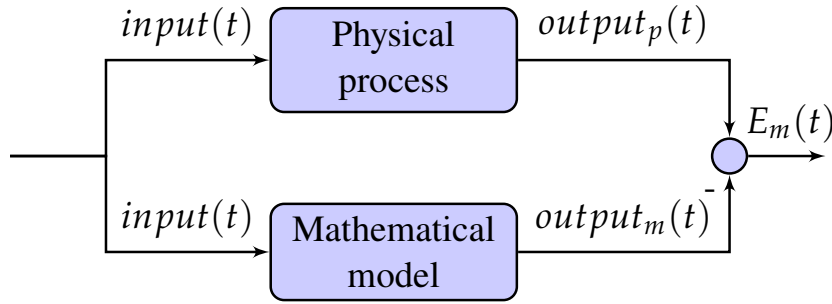 input(t)
Physical
process
output_p(t)
E_m(t)
-
input(t)
Mathematical
model
output_m(t)